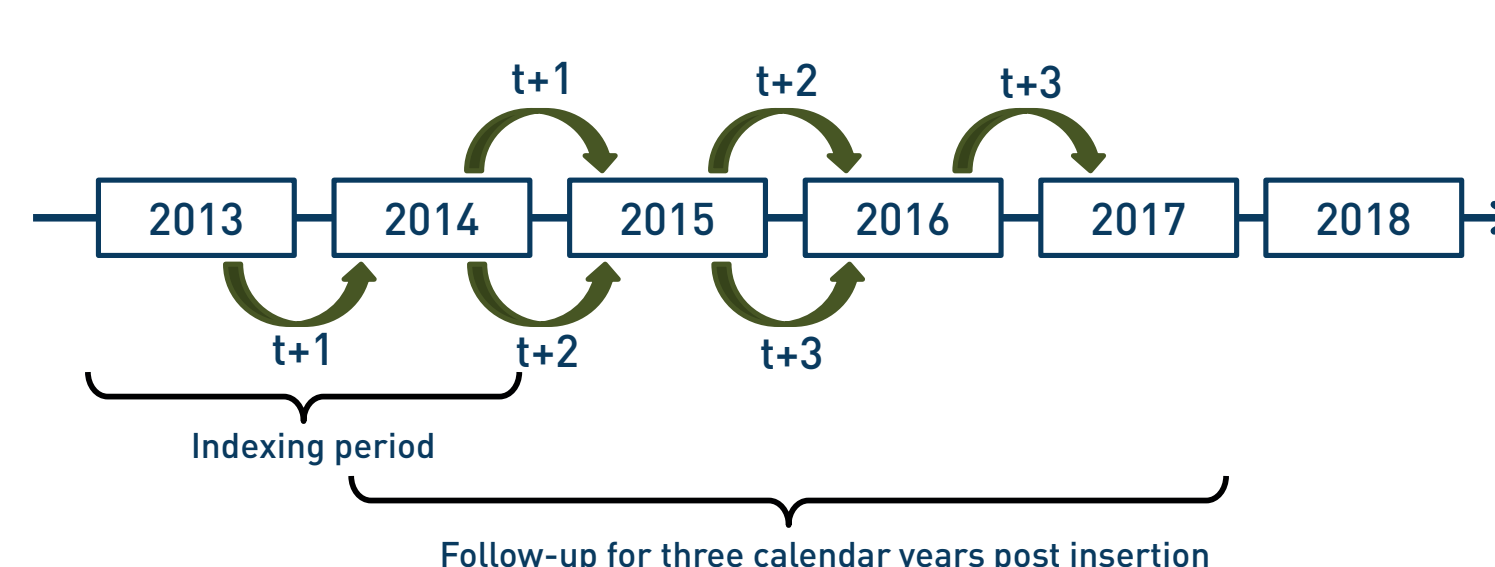 t+1 t+2 t+3
2013 2014 2015 2016 2017 2018
t+1 t+2 t+3
Indexing period
Follow-up for three calendar years post insertion